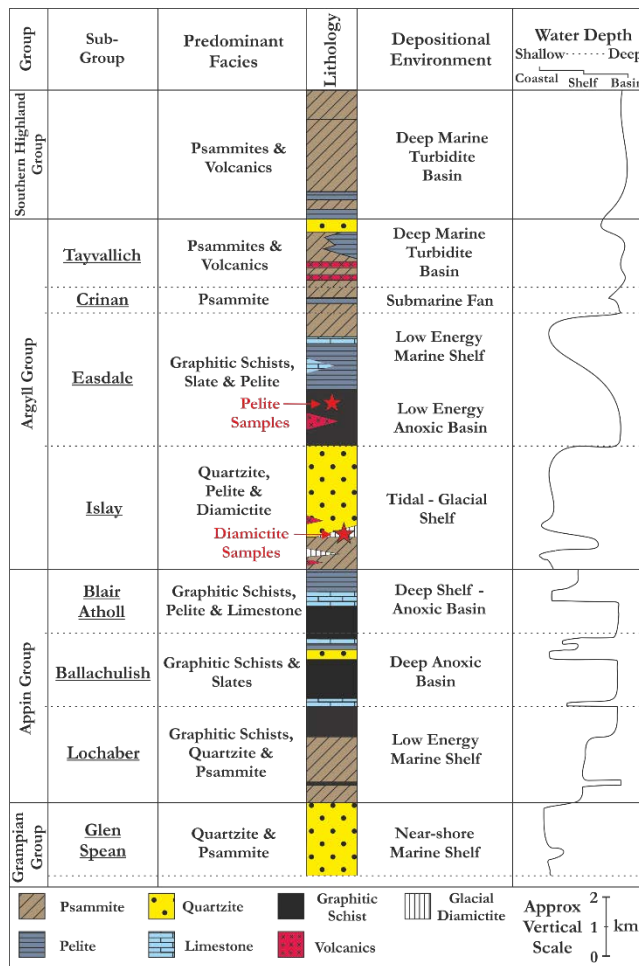 Group
Sub-
Group
Predominant
Facies
Lithology
Depositional
Environment
Water Depth
Shallow Deep
Coastal
Shelf
Basin
Southern Highland
Group
Psammites &
Volcanics
Deep Marine
Turbidite
Basin
Argyll Group
Tayvallich
Psammites &
Volcanics
Deep Marine
Turbidite
Basin
Crinan
Psammite
Submarine Fan
Easdale
Graphitic Schists,
Slate & Pelite
Low Energy
Marine Shelf
Pelite
Samples
Low Energy
Anoxic Basin
Islay
Quartzite,
Pelite &
Diamictite
Tidal - Glacial
Shelf
Diamictite
Samples
Appin Group
Blair
Atholl
Graphitic Schists,
Pelite & Limestone
Deep Shelf -
Anoxic Basin
Ballachulish
Graphitic Schists &
Slates
Deep Anoxic
Basin
Lochaber
Graphitic Schists,
Quartzite &
Psammite
Low Energy
Marine Shelf
Grampian
Group
Glen
Spean
Quartzite &
Psammite
Near-shore
Marine Shelf
Psammite
Quartzite
Graphitic
Schist
Glacial
Diamictite
Pelite
Limestone
Volcanics
Approx
Vertical
Scale
2
1
0
km